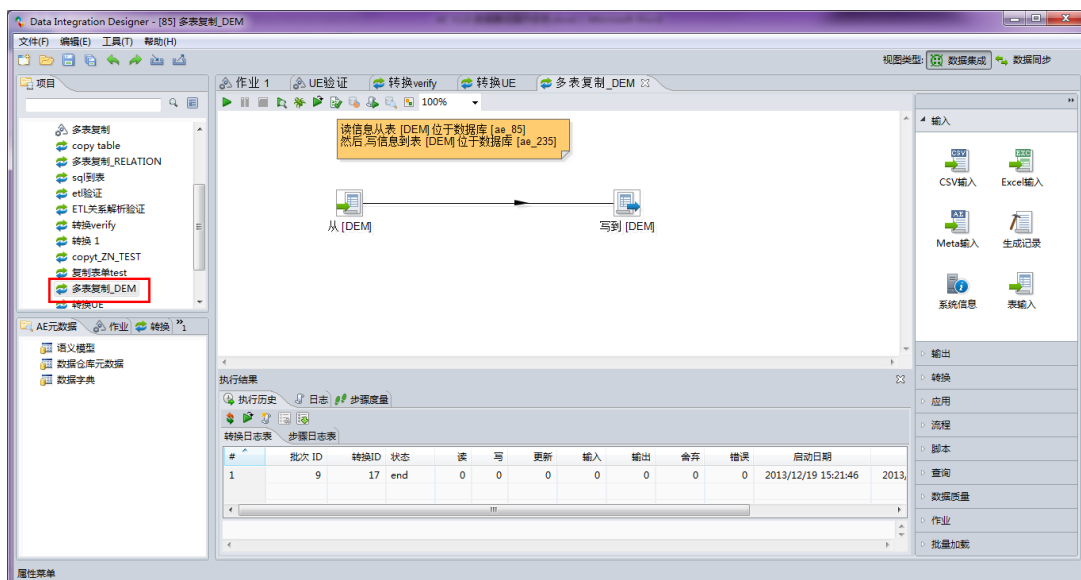 Data Integration Designer - [85] 多表复制_DEM
文件(F) 编辑(E) 工具(T) 帮助(H)
视图类型: 数据集成 数据同步
项目
作业 1 UE验证 转换verify 转换UE 多表复制_DEM
100%
多表复制
copy table
多表复制_RELATION
sql到表
etl验证
ETL关系解析验证
转换verify
转换 1
copyt_ZN_TEST
复制表单test
多表复制_DEM
转换UE
读信息从表 [DEM] 位于数据库 [ae_85]
然后 写信息到表 [DEM] 位于数据库 [ae_235]
从 [DEM]
写到 [DEM]
输入
CSV
CSV输入
EXC
Excel输入
AE
Meta输入
生成记录
系统信息
表输入
输出
转换
应用
流程
脚本
查询
数据质量
作业
批量加载
AE元数据 作业 转换 »1
语义模型
数据仓库元数据
数据字典
执行结果
执行历史 日志 步骤度量
转换日志表 步骤日志表
# 批次 ID 转换ID 状态 读 写 更新 输入 输出 舍弃 错误 启动日期
1 9 17 end 0 0 0 0 0 0 0 2013/12/19 15:21:46 2013,
属性菜单